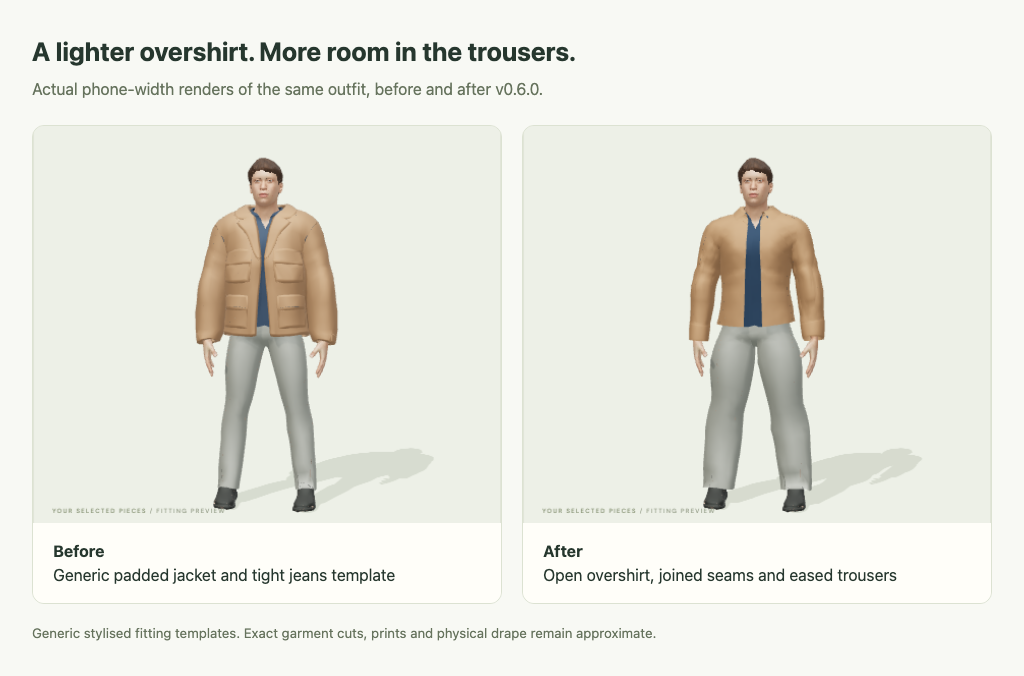 A lighter overshirt. More room in the trousers.
Actual phone-width renders of the same outfit, before and after v0.6.0.
YOUR SELECTED PIECES / FITTING PREVIEW
YOUR SELECTED PIECES / FITTING PREVIEW
Before
Generic padded jacket and tight jeans template
After
Open overshirt, joined seams and eased trousers
Generic stylised fitting templates. Exact garment cuts, prints and physical drape remain approximate.